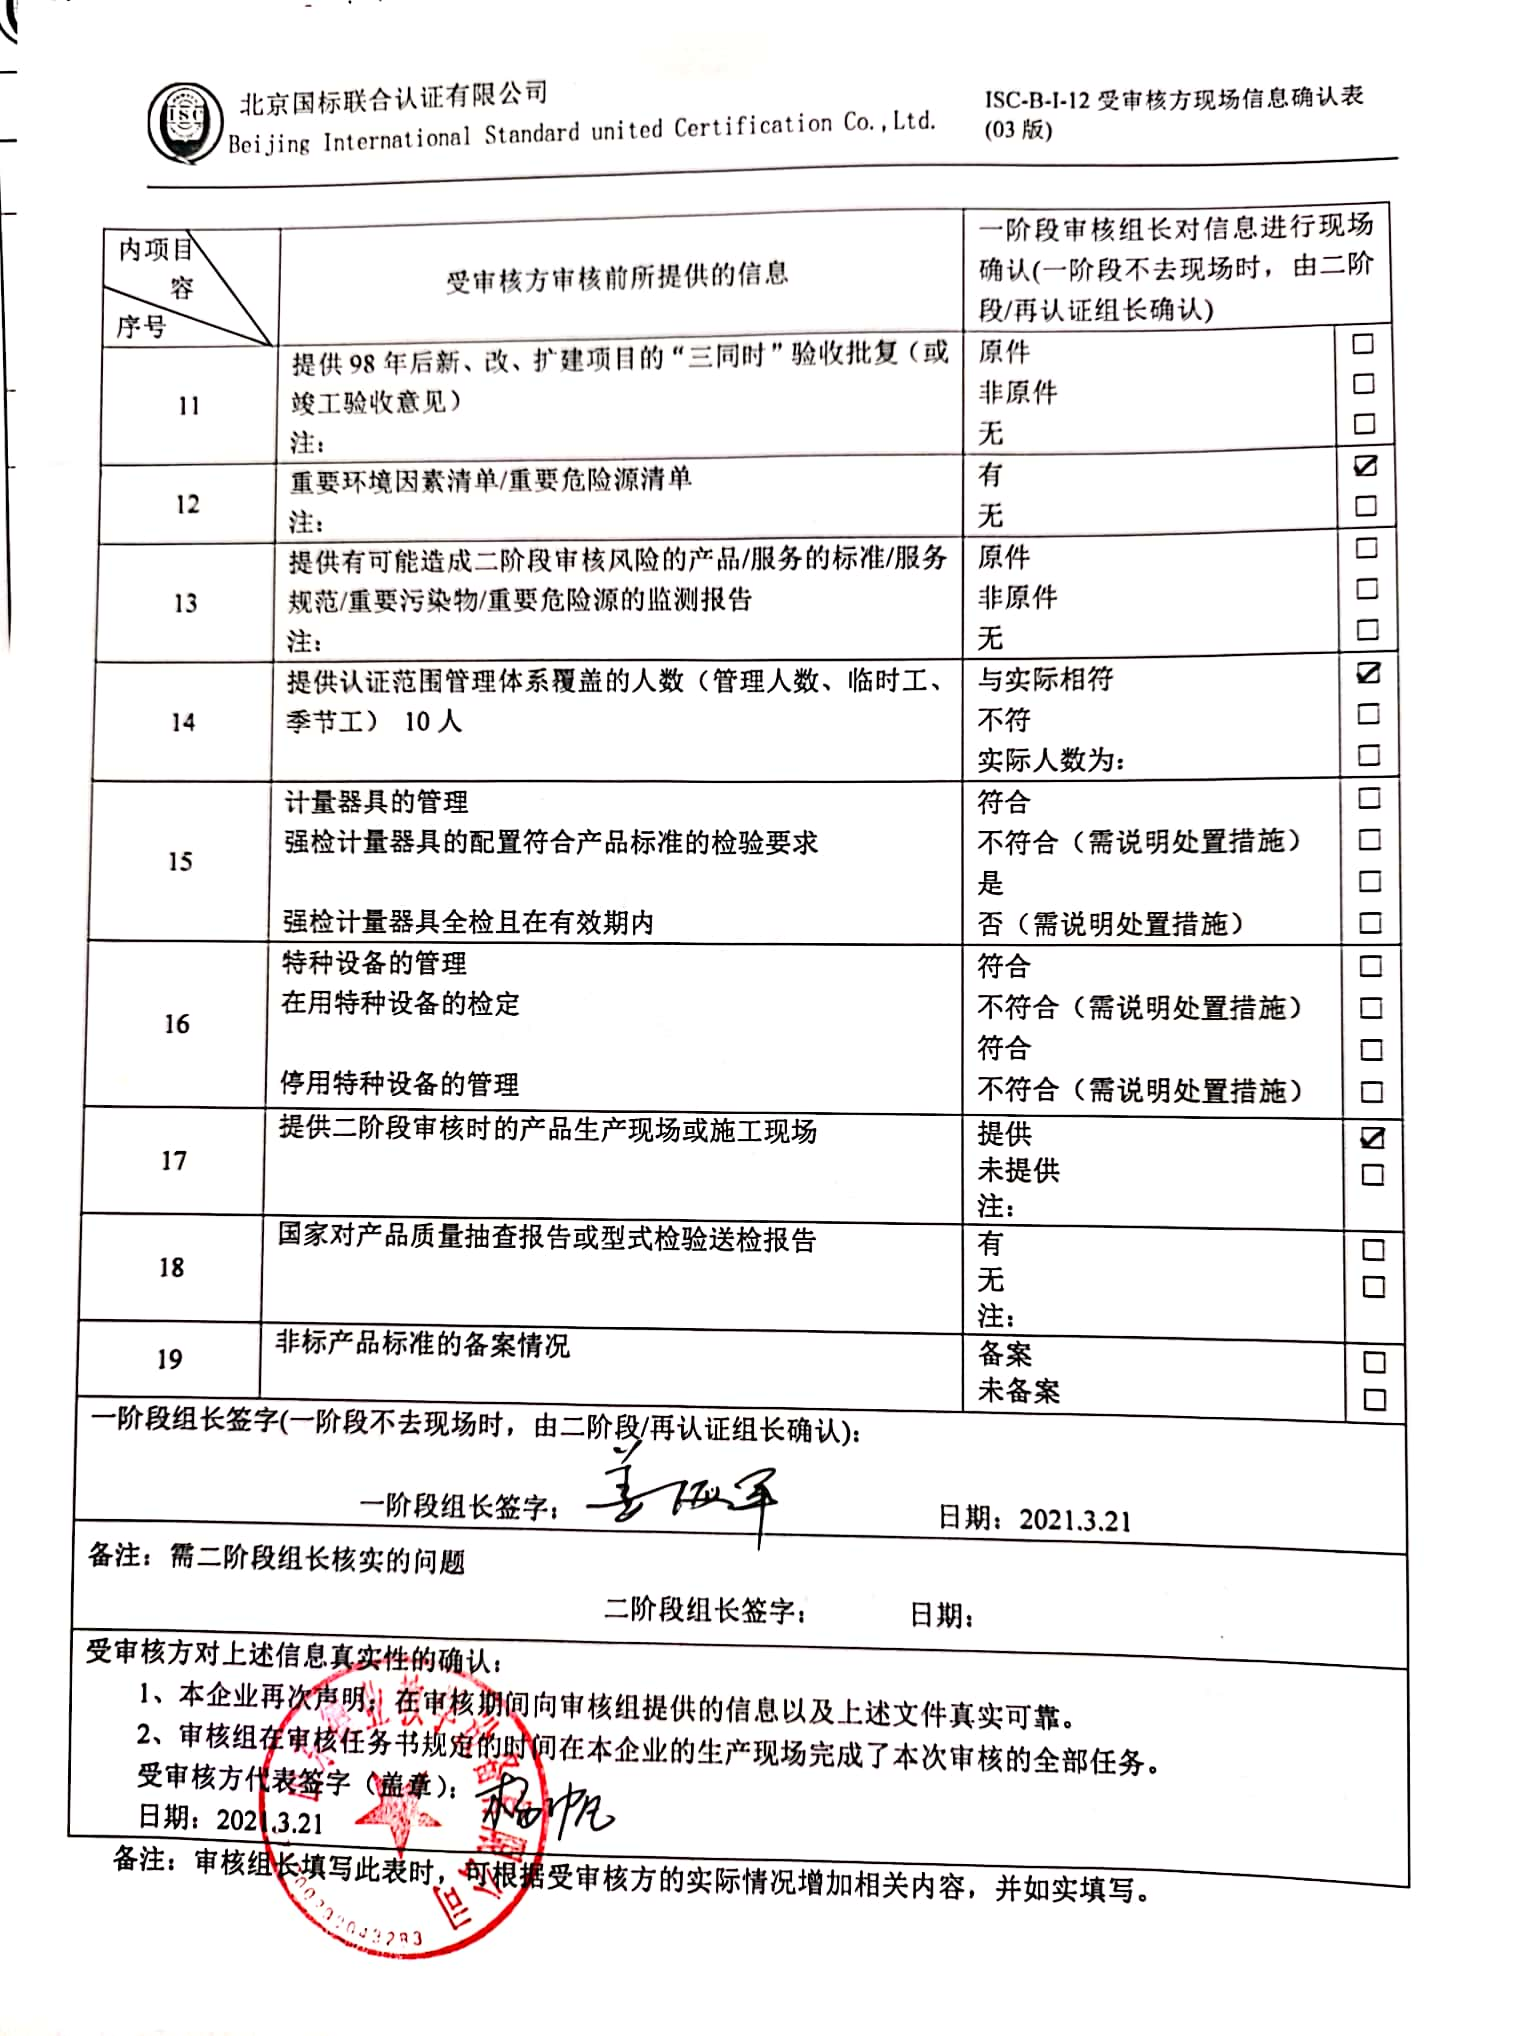 北京国标联合认证有限公司
Beijing International Standard united Certification Co.,Ltd.
ISC-B-I-12 受审核方现场信息确认表
(03 版)
ISC
内项目
容
序号
受审核方审核前所提供的信息
一阶段审核组长对信息进行现场
确认(一阶段不去现场时，由二阶
段/再认证组长确认)
11
提供 98 年后新、改、扩建项目的“三同时”验收批复（或
竣工验收意见）
注：
原件 □
非原件 □
无 □
12
重要环境因素清单/重要危险源清单
注：
有 ☑
无 □
13
提供有可能造成二阶段审核风险的产品/服务的标准/服务
规范/重要污染物/重要危险源的监测报告
注：
原件 □
非原件 □
无 □
14
提供认证范围管理体系覆盖的人数（管理人数、临时工、
季节工） 10 人
与实际相符 ☑
不符 □
实际人数为： □
15
计量器具的管理
强检计量器具的配置符合产品标准的检验要求
强检计量器具全检且在有效期内
符合 □
不符合（需说明处置措施） □
是 □
否（需说明处置措施） □
16
特种设备的管理
在用特种设备的检定
停用特种设备的管理
符合 □
不符合（需说明处置措施） □
符合 □
不符合（需说明处置措施） □
17
提供二阶段审核时的产品生产现场或施工现场
提供 ☑
未提供 □
注：
18
国家对产品质量抽查报告或型式检验送检报告
有 □
无 □
注：
19
非标产品标准的备案情况
备案 □
未备案 □
一阶段组长签字(一阶段不去现场时，由二阶段/再认证组长确认)：
一阶段组长签字： 日期：2021.3.21
备注：需二阶段组长核实的问题
二阶段组长签字： 日期：
受审核方对上述信息真实性的确认：
1、本企业再次声明：在审核期间向审核组提供的信息以及上述文件真实可靠。
2、审核组在审核任务书规定的时间在本企业的生产现场完成了本次审核的全部任务。
受审核方代表签字（盖章）：杨帆
日期：2021.3.21
备注：审核组长填写此表时，可根据受审核方的实际情况增加相关内容，并如实填写。